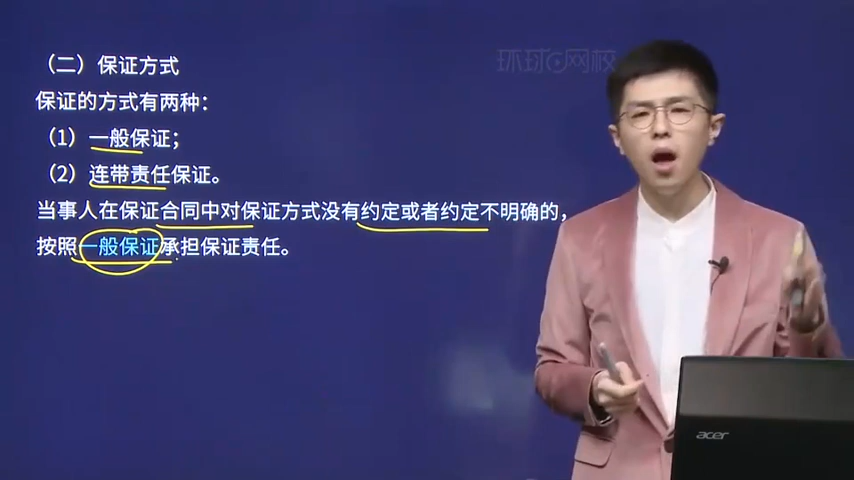 环球网校
（二）保证方式
保证的方式有两种：
（1）一般保证；
（2）连带责任保证。
当事人在保证合同中对保证方式没有约定或者约定不明确的，
按照一般保证承担保证责任。
acer